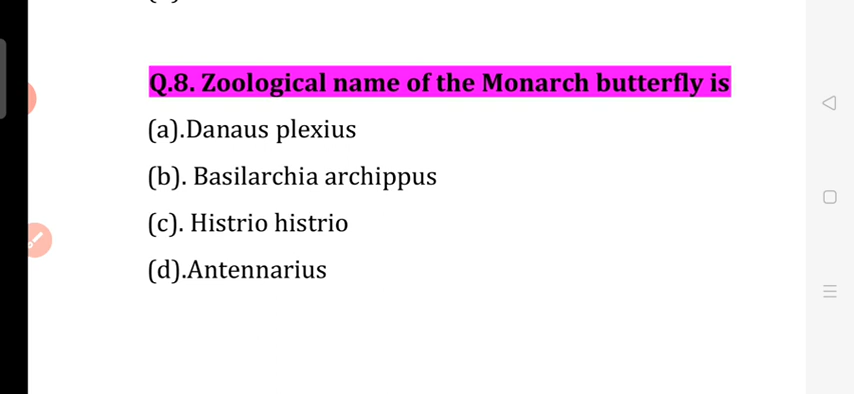 Q.8. Zoological name of the Monarch butterfly is
(a).Danaus plexius
(b). Basilarchia archippus
(c). Histrio histrio
(d).Antennarius